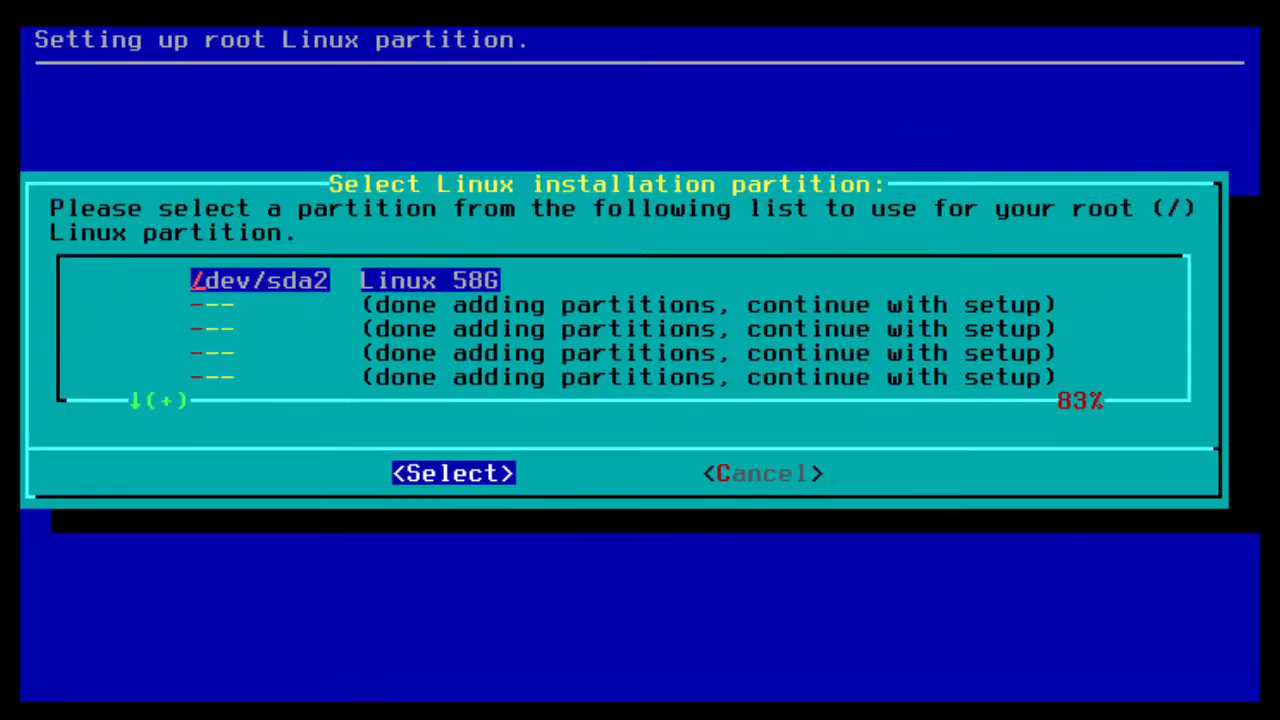 Setting up root Linux partition.
Select Linux installation partition:
Please select a partition from the following list to use for your root (/)
Linux partition.
/dev/sda2 Linux 58G
--- (done adding partitions, continue with setup)
--- (done adding partitions, continue with setup)
--- (done adding partitions, continue with setup)
--- (done adding partitions, continue with setup)
↓(+) 83%
<Select> <Cancel>